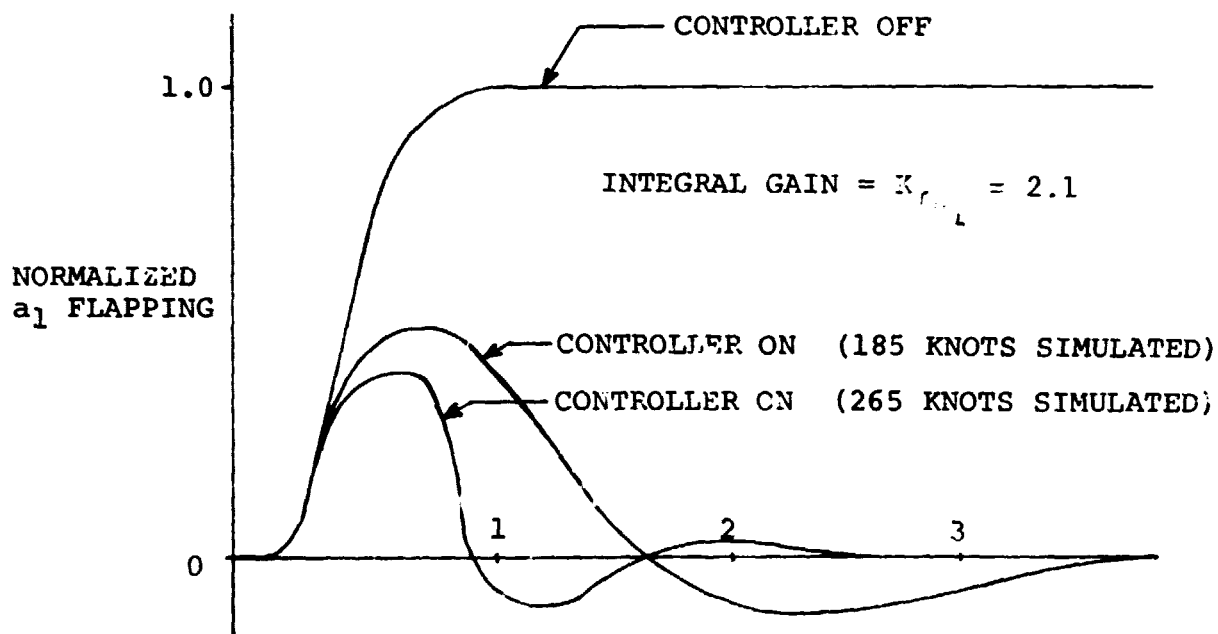 CONTROLLER OFF
1.0
INTEGRAL GAIN = = 2.1
NORMALIZED
a1 FLAPPING
CONTROLLER ON (185 KNOTS SIMULATED)
CONTROLLER ON (265 KNOTS SIMULATED)
1 2 3
0